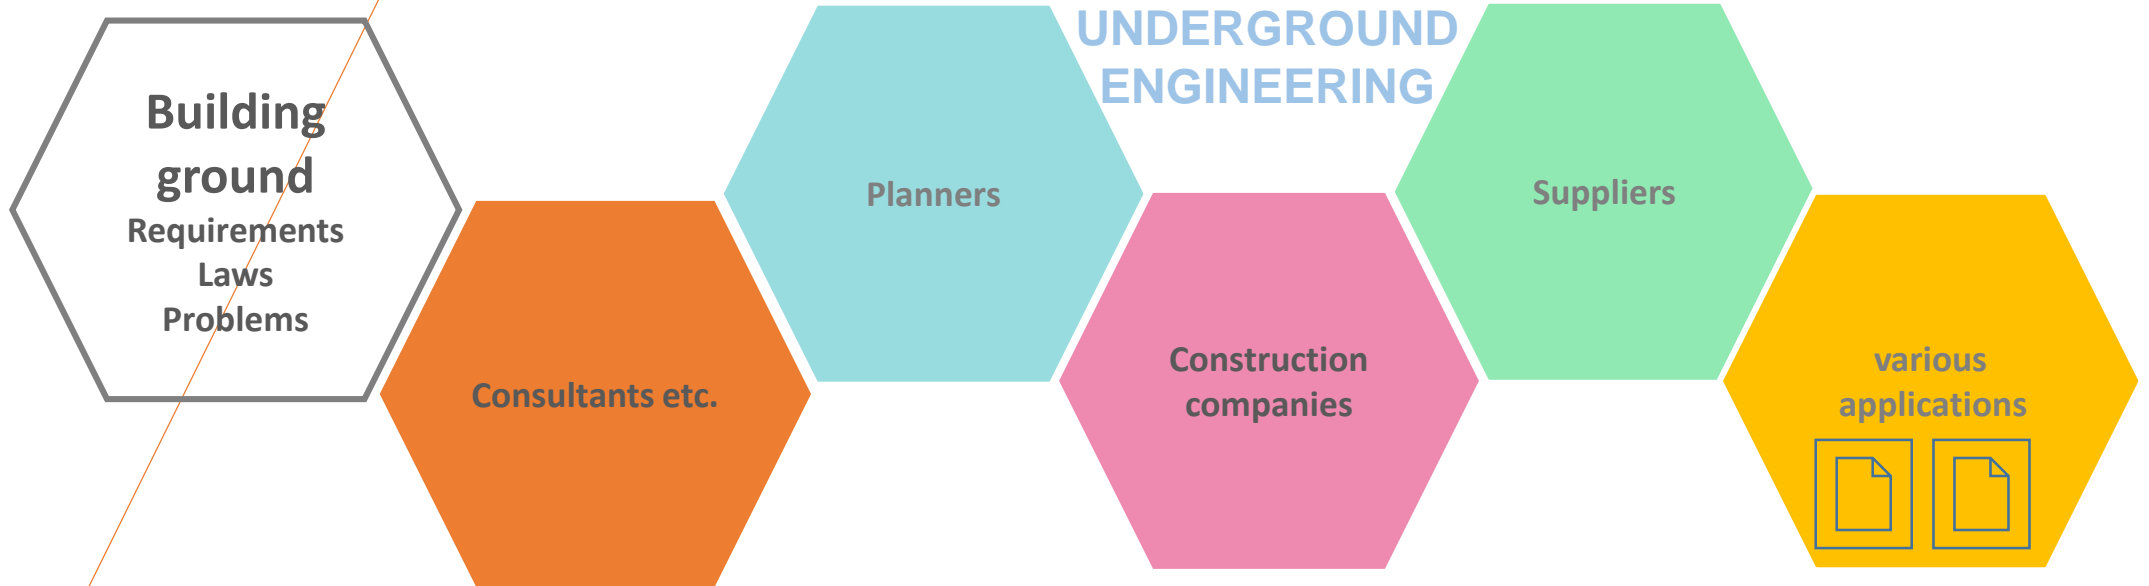 UNDERGROUND
ENGINEERING
Building
ground
Requirements
Laws
Problems
Consultants etc.
Planners
Construction
companies
Suppliers
various
applications